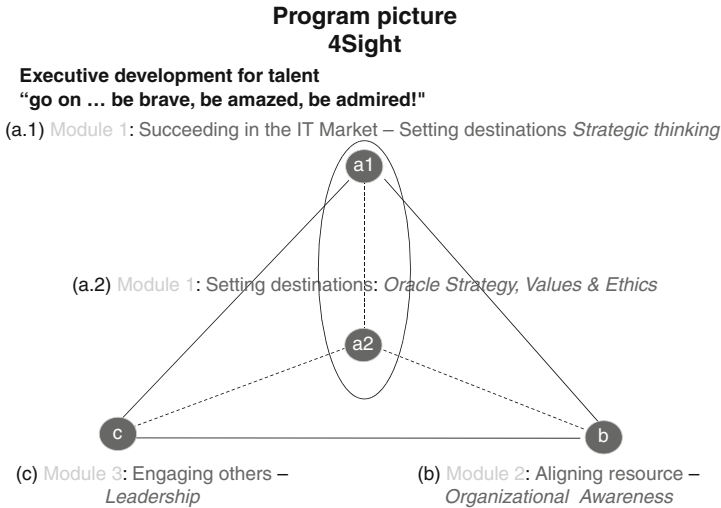 Program picture
4Sight
Executive development for talent
“go on … be brave, be amazed, be admired!"
(a.1) Module 1: Succeeding in the IT Market – Setting destinations Strategic thinking
a1
(a.2) Module 1: Setting destinations: Oracle Strategy, Values & Ethics
a2
c
b
(c) Module 3: Engaging others –
Leadership
(b) Module 2: Aligning resource –
Organizational Awareness